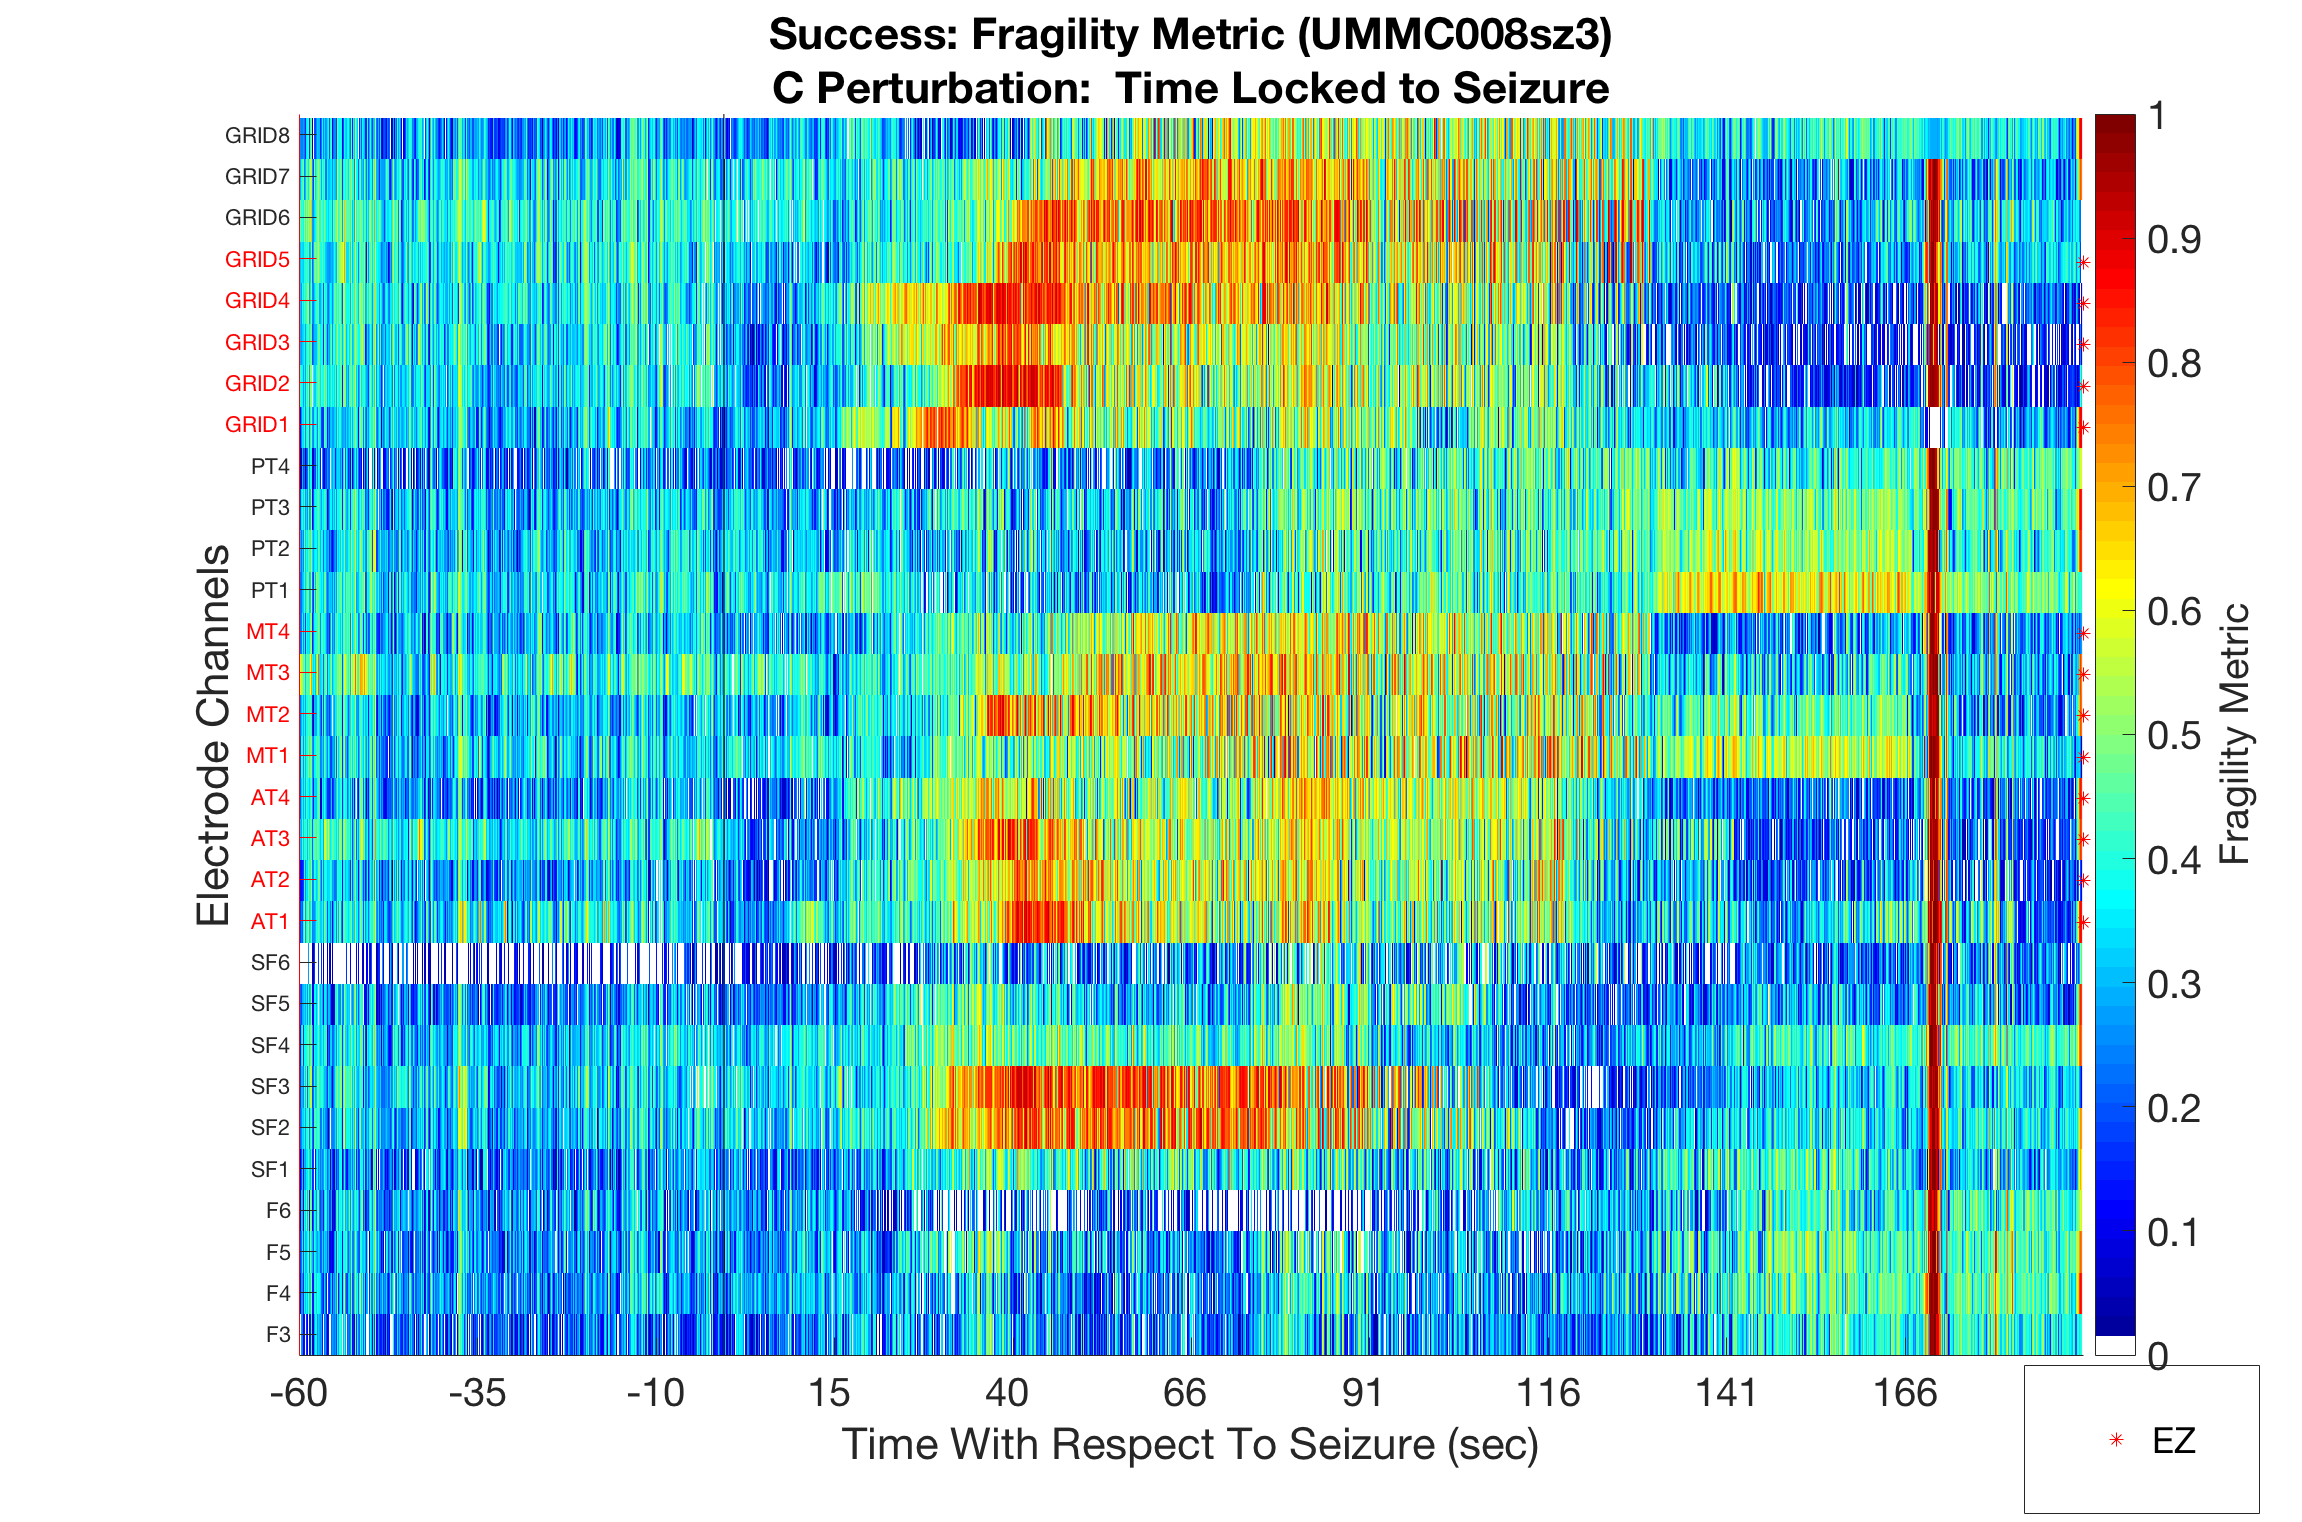 Success: Fragility Metric (UMMC008sz3)
C Perturbation:  Time Locked to Seizure
GRID8
GRID7
GRID6
GRID5
GRID4
GRID3
GRID2
GRID1
PT4
PT3
PT2
PT1
MT4
MT3
MT2
MT1
AT4
AT3
AT2
AT1
SF6
SF5
SF4
SF3
SF2
SF1
F6
F5
F4
F3
Electrode Channels
-60 -35 -10 15 40 66 91 116 141 166
Time With Respect To Seizure (sec)
1
0.9
0.8
0.7
0.6
0.5
0.4
0.3
0.2
0.1
0
Fragility Metric
EZ